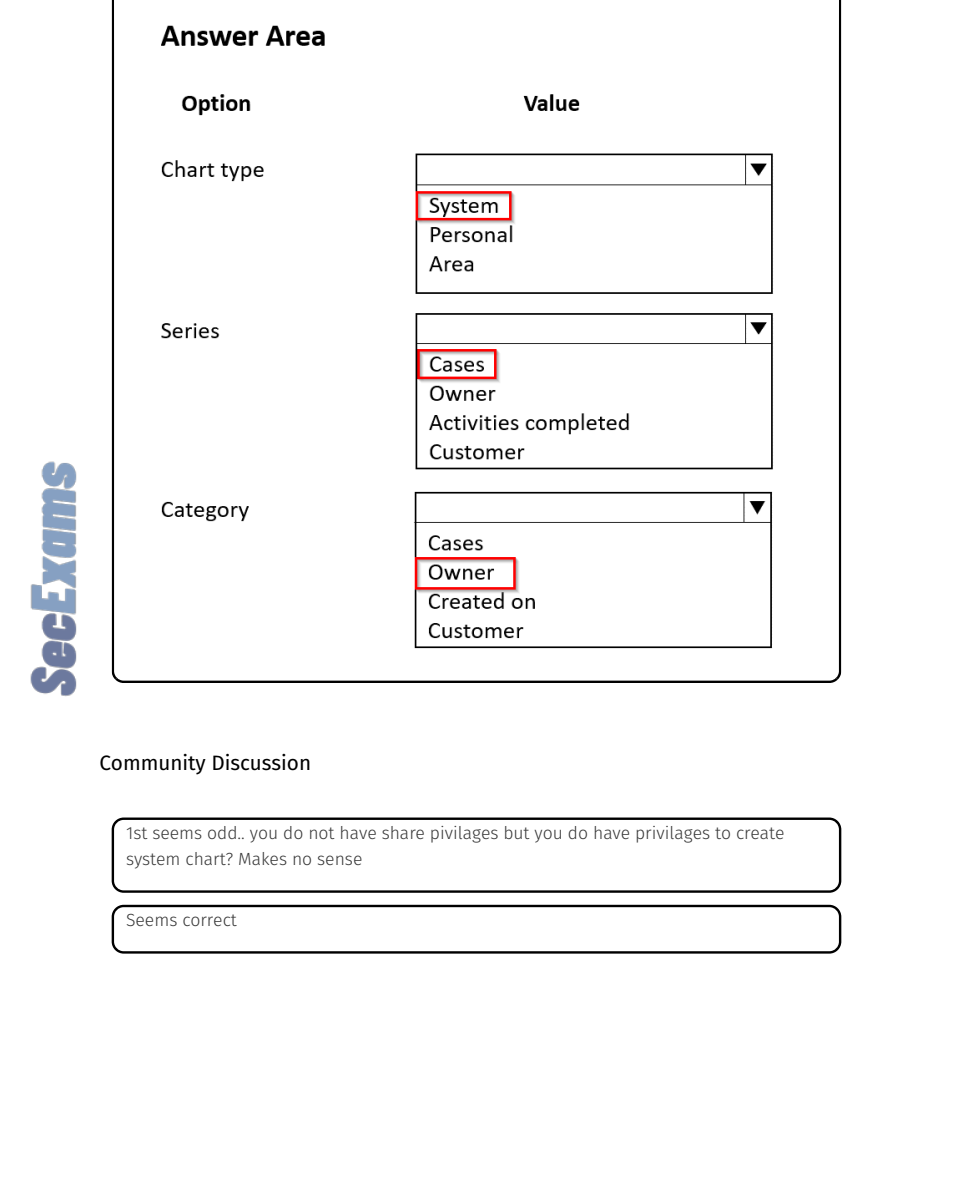 Answer Area
Option Value
Chart type
System
Personal
Area
Series
Cases
Owner
Activities completed
Customer
Category
Cases
Owner
Created on
Customer
SecExams
Community Discussion
1st seems odd.. you do not have share pivilages but you do have privilages to create
system chart? Makes no sense
Seems correct